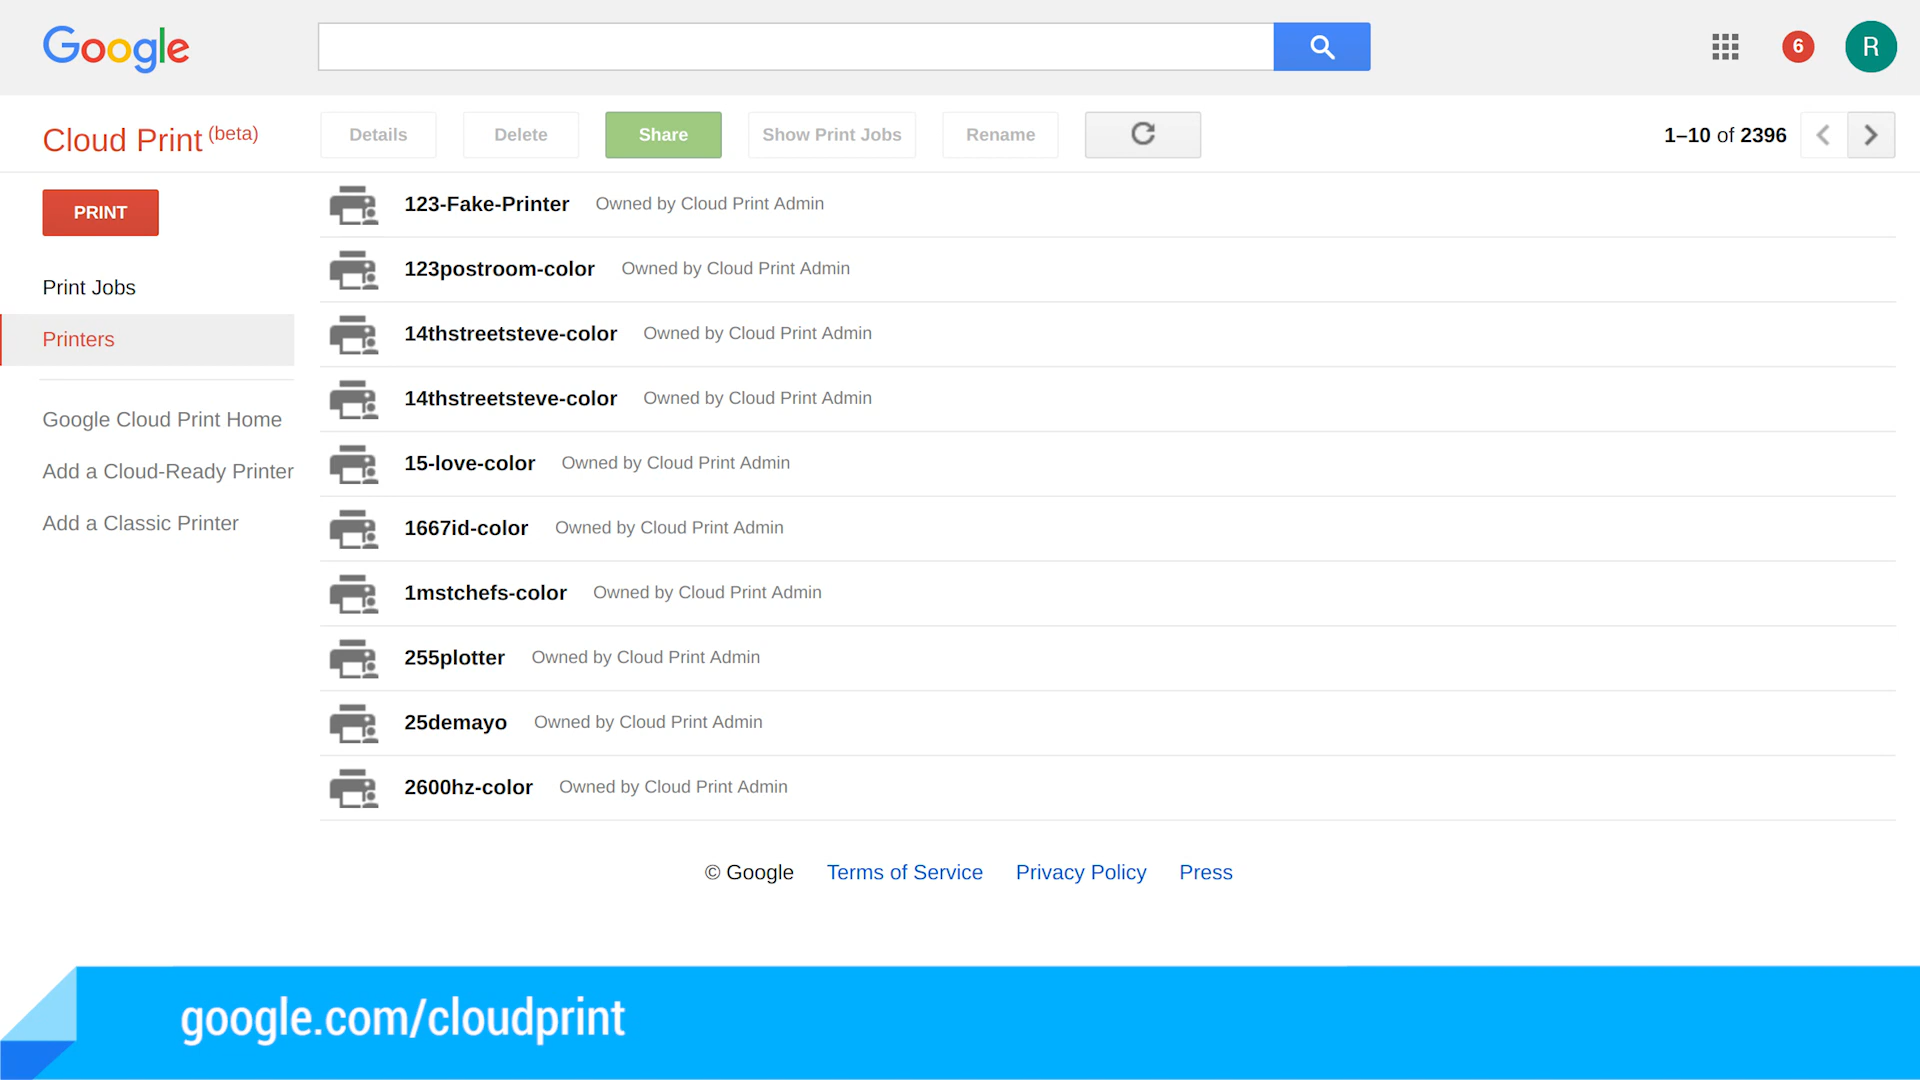 Google
6
R
Cloud Print (beta)
Details
Delete
Share
Show Print Jobs
Rename
1–10 of 2396
PRINT
Print Jobs
Printers
Google Cloud Print Home
Add a Cloud-Ready Printer
Add a Classic Printer
123-Fake-Printer Owned by Cloud Print Admin
123postroom-color Owned by Cloud Print Admin
14thstreetsteve-color Owned by Cloud Print Admin
14thstreetsteve-color Owned by Cloud Print Admin
15-love-color Owned by Cloud Print Admin
1667id-color Owned by Cloud Print Admin
1mstchefs-color Owned by Cloud Print Admin
255plotter Owned by Cloud Print Admin
25demayo Owned by Cloud Print Admin
2600hz-color Owned by Cloud Print Admin
© Google Terms of Service Privacy Policy Press
google.com/cloudprint